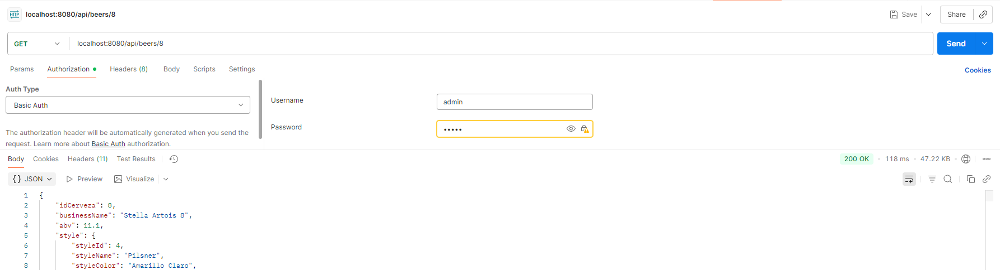 HTTP localhost:8080/api/beers/8 Save Share
GET localhost:8080/api/beers/8 Send
Params Authorization Headers (8) Body Scripts Settings Cookies
Auth Type
Basic Auth
The authorization header will be automatically generated when you send the
request. Learn more about Basic Auth authorization.
Username admin
Password •••••
Body Cookies Headers (11) Test Results 200 OK • 118 ms • 47.22 KB
{} JSON Preview Visualize
1 {
2 "idCerveza": 8,
3 "businessName": "Stella Artois 8",
4 "abv": 11.1,
5 "style": {
6 "styleId": 4,
7 "styleName": "Pilsner",
8 "styleColor": "Amarillo Claro",